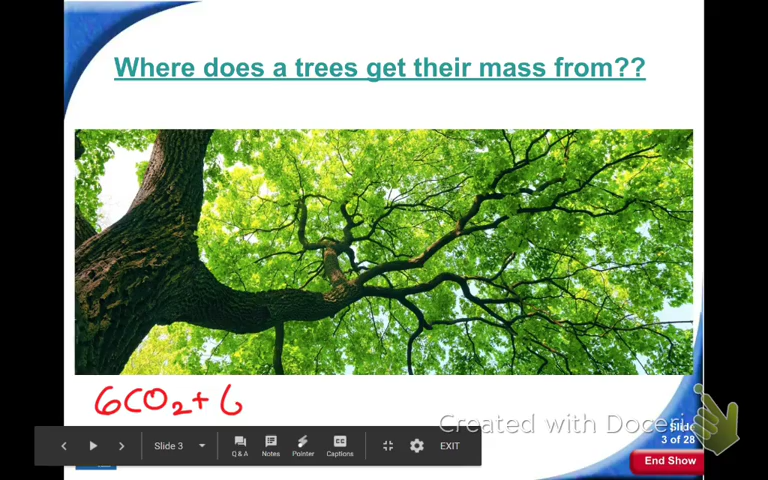 Where does a trees get their mass from??
6CO2 + 6
Created with Doceri
Slide
3 of 28
Slide 3
Q & A
Notes
Pointer
Captions
EXIT
End Show